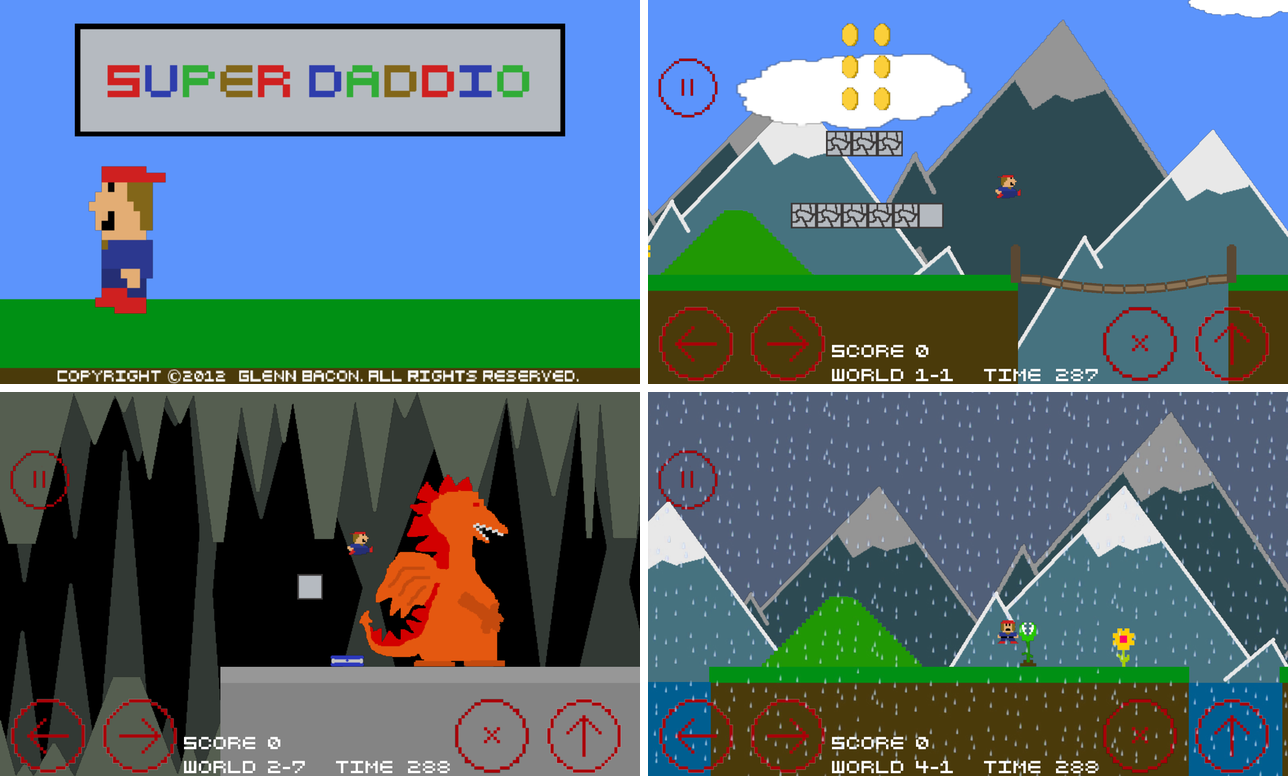 SUPER DADDIO
COPYRIGHT ©2012 GLENN BACON. ALL RIGHTS RESERVED.
SCORE 0
WORLD 1-1 TIME 287
SCORE 0
WORLD 2-7 TIME 288
SCORE 0
WORLD 4-1 TIME 288